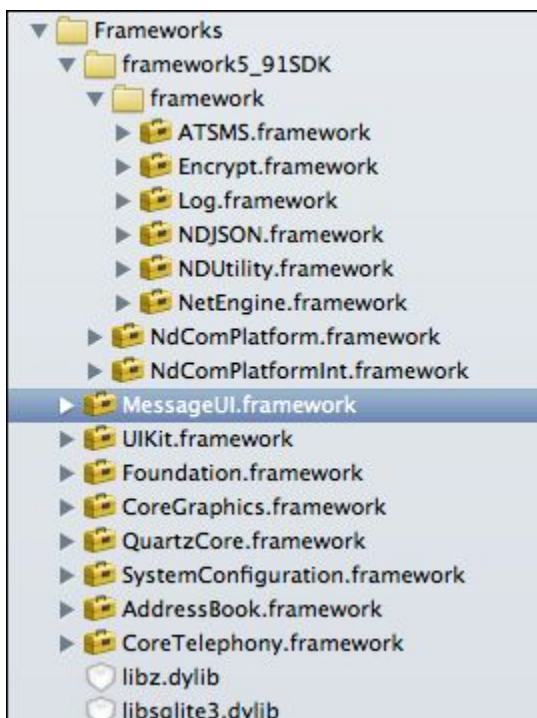 Frameworks
framework5_91SDK
framework
ATSMS.framework
Encrypt.framework
Log.framework
NDJSON.framework
NDUtility.framework
NetEngine.framework
NdComPlatform.framework
NdComPlatformInt.framework
MessageUI.framework
UIKit.framework
Foundation.framework
CoreGraphics.framework
QuartzCore.framework
SystemConfiguration.framework
AddressBook.framework
CoreTelephony.framework
libz.dylib
libsqlite3.dylib